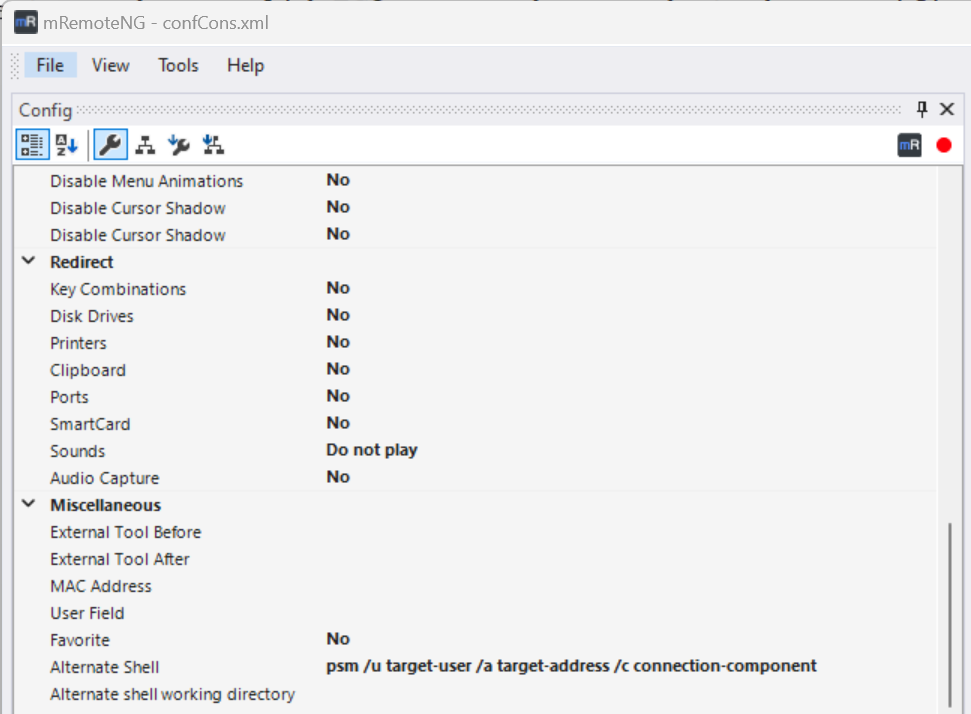 mR mRemoteNG - confCons.xml
File View Tools Help
Config
mR
Disable Menu Animations No
Disable Cursor Shadow No
Disable Cursor Shadow No
Redirect
Key Combinations No
Disk Drives No
Printers No
Clipboard No
Ports No
SmartCard No
Sounds Do not play
Audio Capture No
Miscellaneous
External Tool Before
External Tool After
MAC Address
User Field
Favorite No
Alternate Shell psm /u target-user /a target-address /c connection-component
Alternate shell working directory